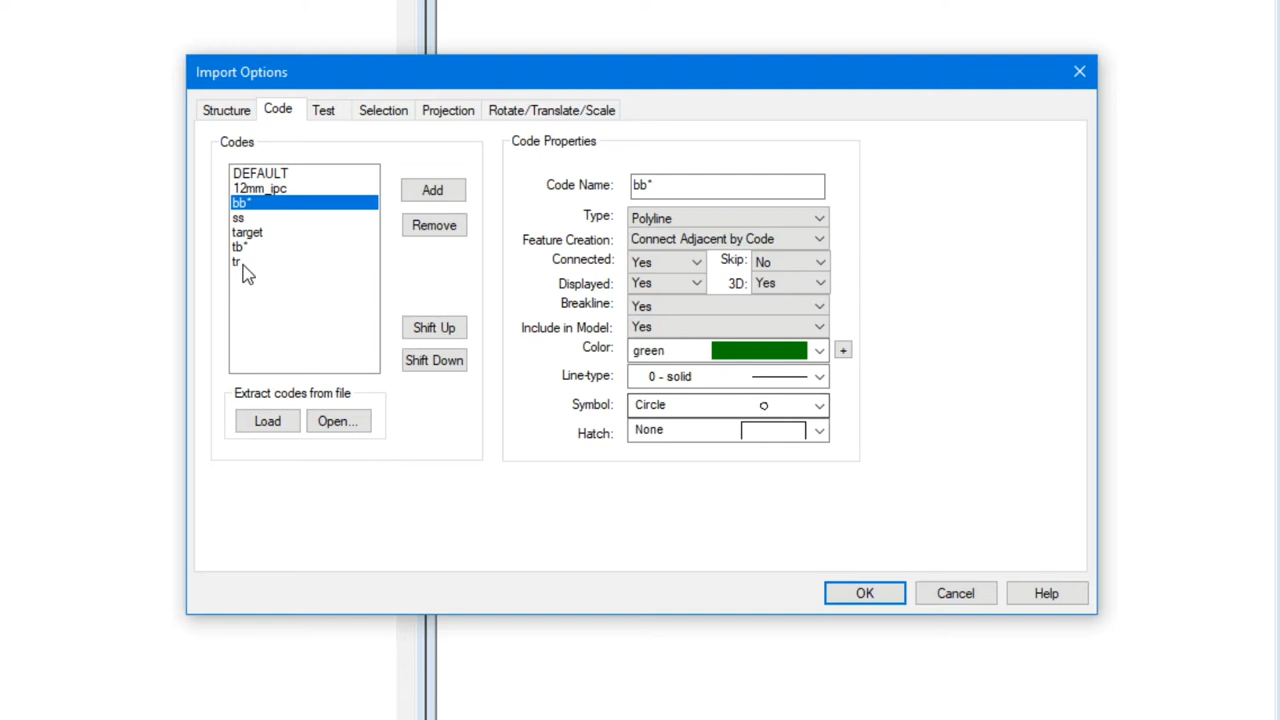 Import Options
Structure Code Test Selection Projection Rotate/Translate/Scale
Codes
DEFAULT
12mm_ipc
bb*
ss
target
tb*
tr
Add
Remove
Shift Up
Shift Down
Extract codes from file
Load Open...
Code Properties
Code Name: bb*
Type: Polyline
Feature Creation: Connect Adjacent by Code
Connected: Yes Skip: No
Displayed: Yes 3D: Yes
Breakline: Yes
Include in Model: Yes
Color: green +
Line-type: 0 - solid
Symbol: Circle
Hatch: None
OK Cancel Help